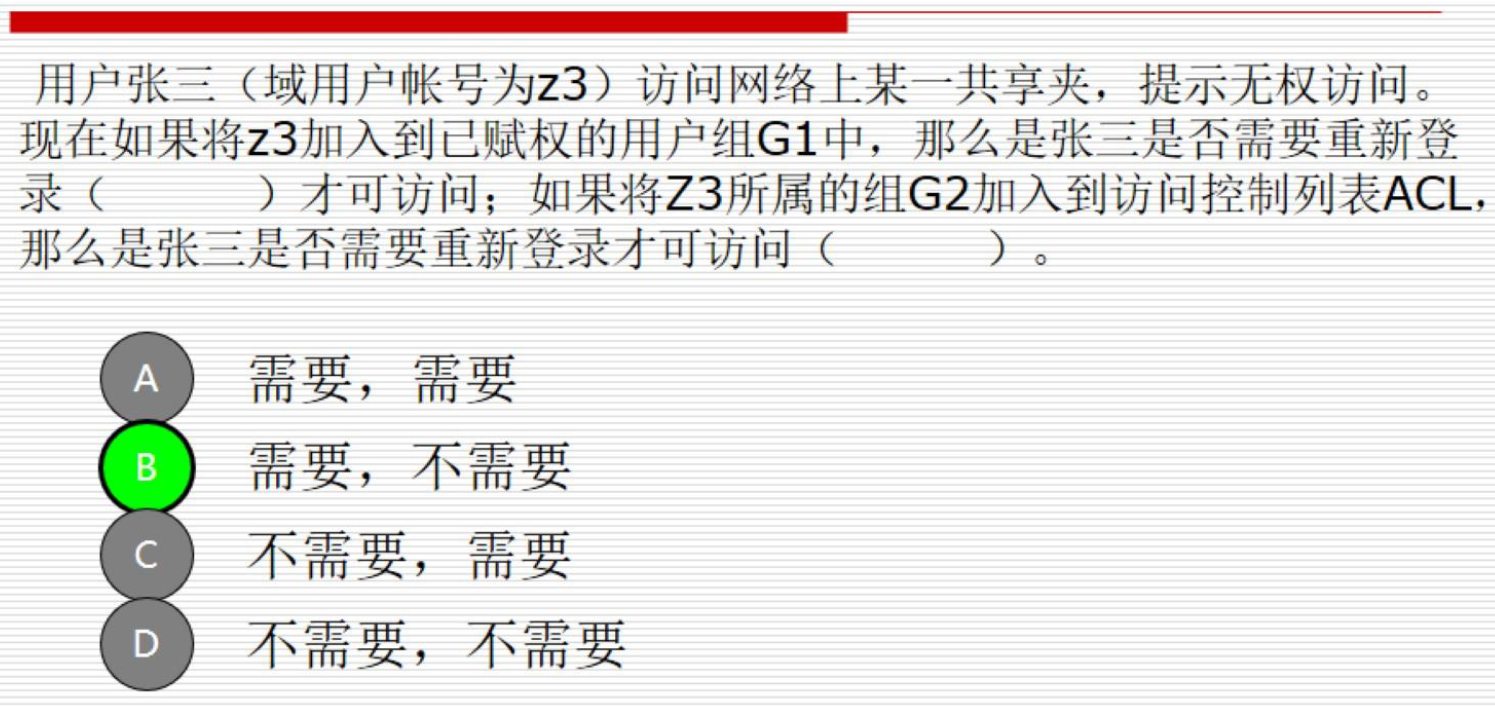 用户张三（域用户帐号为z3）访问网络上某一共享夹，提示无权访问。
现在如果将z3加入到已赋权的用户组G1中，那么是张三是否需要重新登
录（　　　）才可访问；如果将Z3所属的组G2加入到访问控制列表ACL，
那么是张三是否需要重新登录才可访问（　　　）。
A 需要，需要
B 需要，不需要
C 不需要，需要
D 不需要，不需要